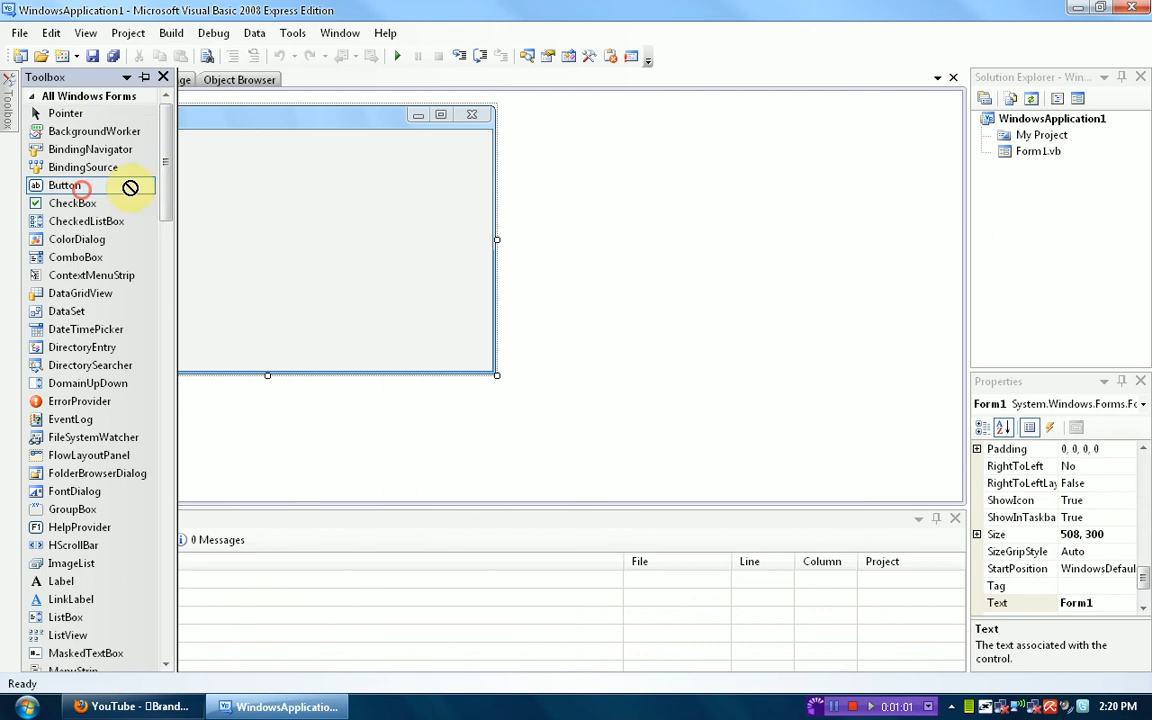 WindowsApplication1 - Microsoft Visual Basic 2008 Express Edition
File Edit View Project Build Debug Data Tools Window Help
Toolbox
Object Browser
Solution Explorer - Win...
Toolbox
All Windows Forms
Pointer
BackgroundWorker
BindingNavigator
BindingSource
Button
CheckBox
CheckedListBox
ColorDialog
ComboBox
ContextMenuStrip
DataGridView
DataSet
DateTimePicker
DirectoryEntry
DirectorySearcher
DomainUpDown
ErrorProvider
EventLog
FileSystemWatcher
FlowLayoutPanel
FolderBrowserDialog
FontDialog
GroupBox
HelpProvider
HScrollBar
ImageList
Label
LinkLabel
ListBox
ListView
MaskedTextBox
MenuStrip
WindowsApplication1
My Project
Form1.vb
Properties
Form1 System.Windows.Forms.Fc
Padding 0, 0, 0, 0
RightToLeft No
RightToLeftLay False
ShowIcon True
ShowInTaskba True
Size 508, 300
SizeGripStyle Auto
StartPosition WindowsDefaul
Tag
Text Form1
Text
The text associated with the
control.
0 Messages
File Line Column Project
Ready
YouTube - Brand... WindowsApplicatio... 0:01:01 2:20 PM